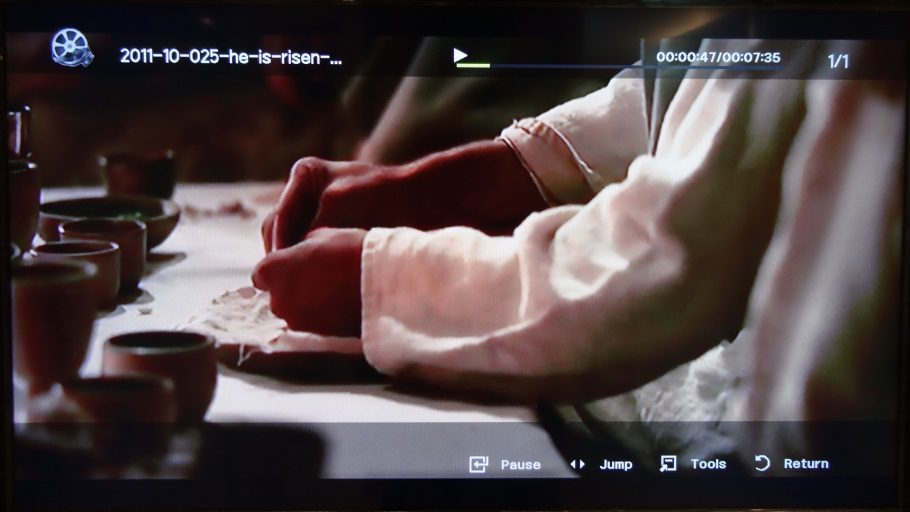 2011-10-025-he-is-risen-...
00:00:47/00:07:35
1/1
Pause Jump Tools Return